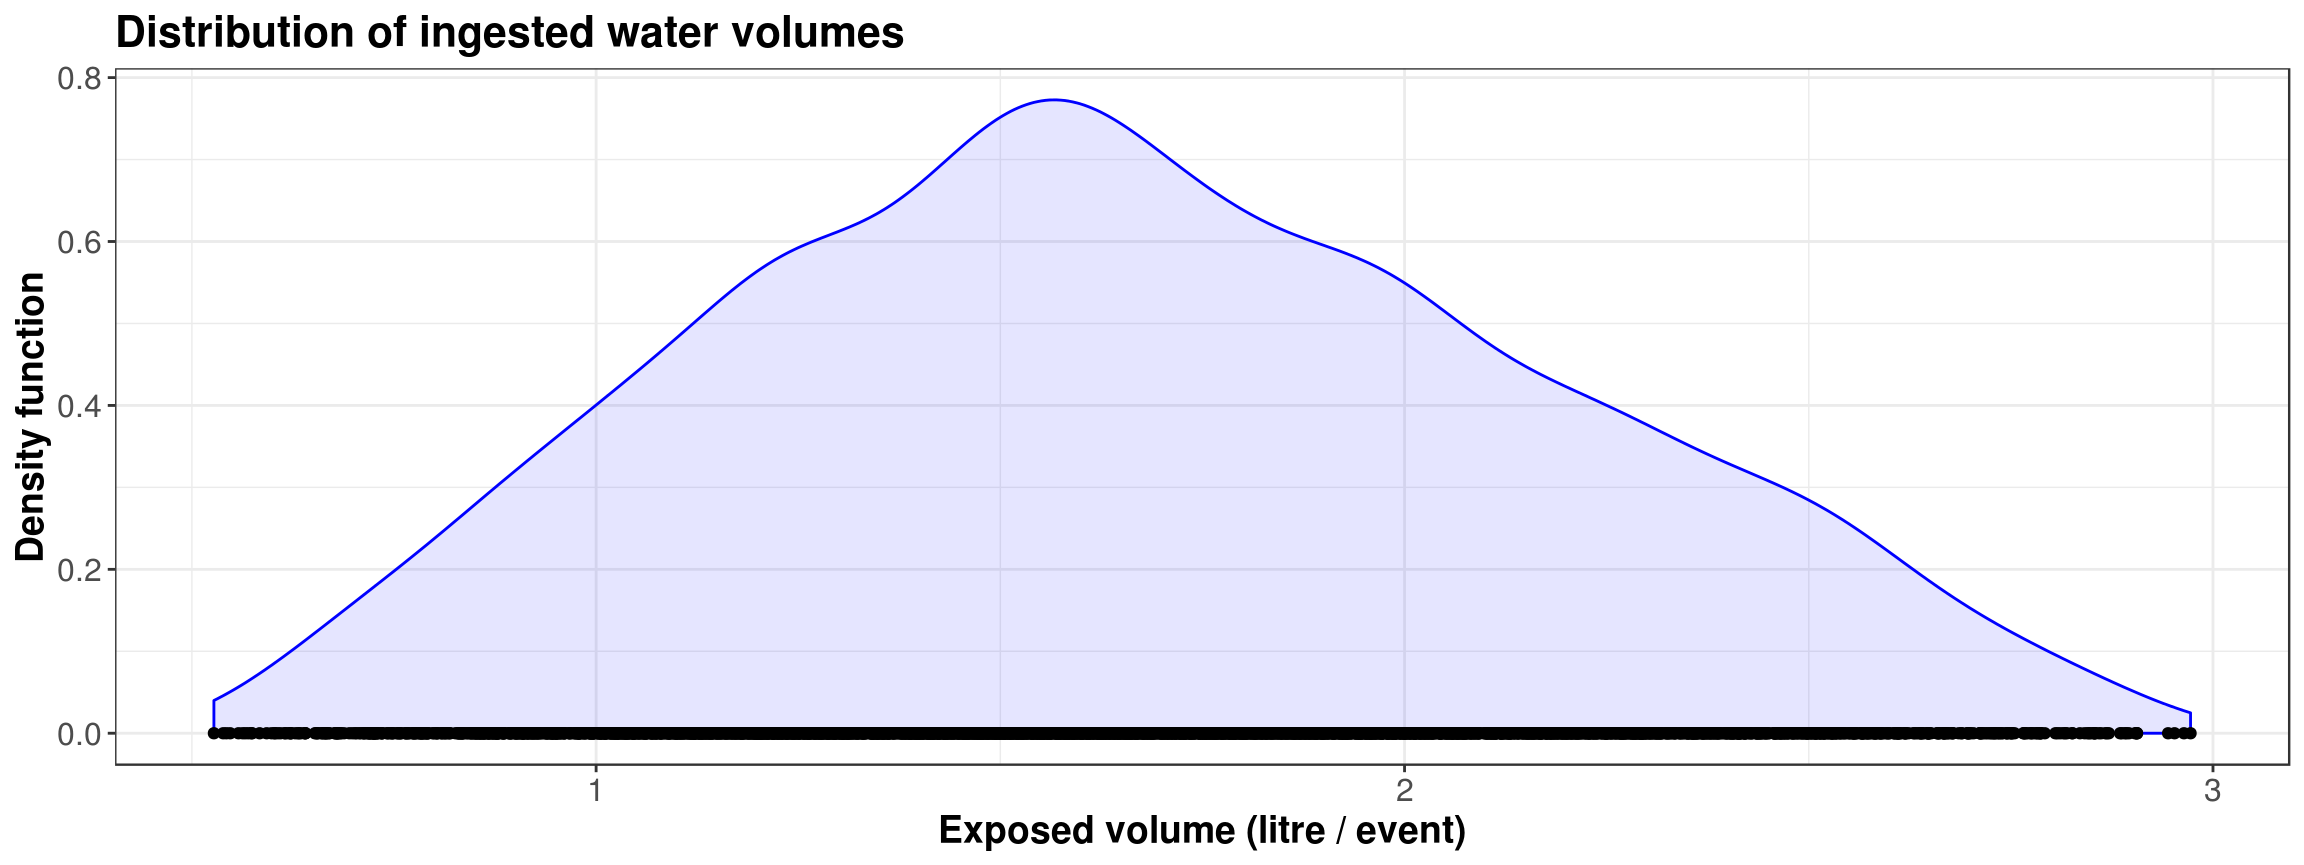 Distribution of ingested water volumes
0.8
0.6
0.4
0.2
0.0
Density function
1 2 3
Exposed volume (litre / event)